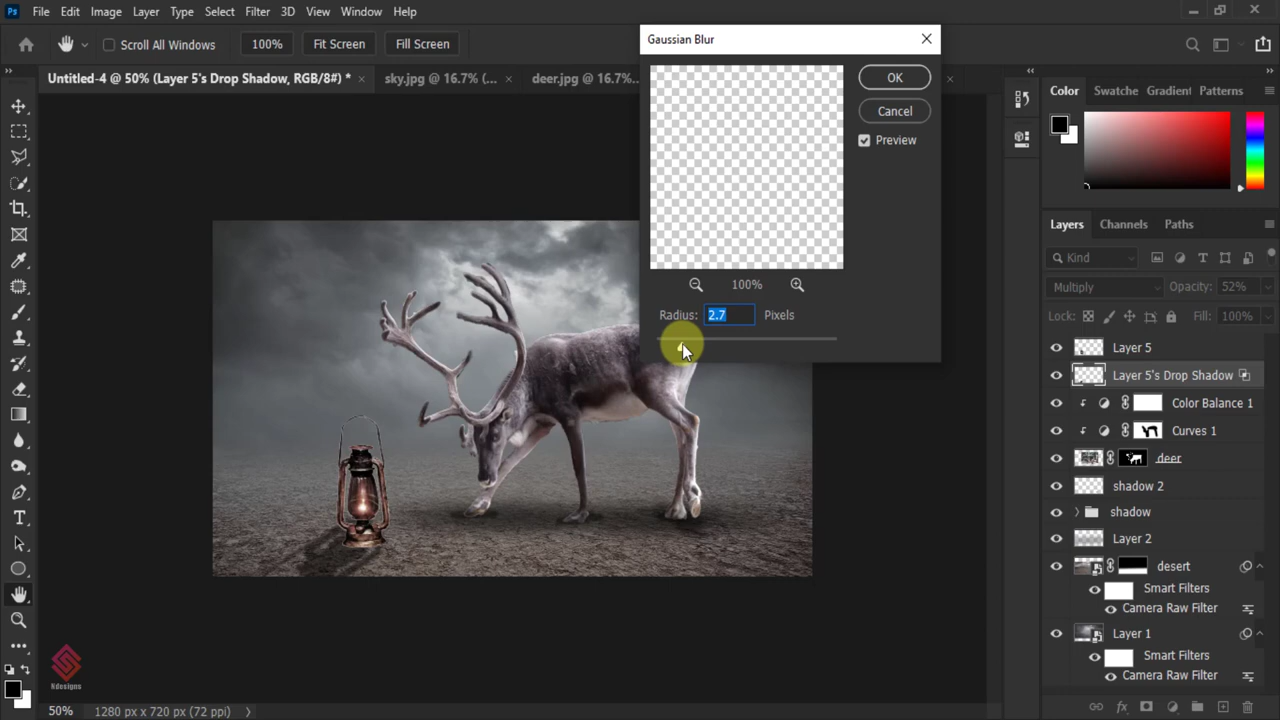 Ps File Edit Image Layer Type Select Filter 3D View Window Help
Scroll All Windows 100% Fit Screen Fill Screen
Untitled-4 @ 50% (Layer 5's Drop Shadow, RGB/8#) * × sky.jpg @ 16.7% (... × deer.jpg @ 16.7%..
Gaussian Blur
OK
Cancel
Preview
100%
Radius: 2.7 Pixels
Color Swatche Gradient Patterns
Layers Channels Paths
Kind
Multiply Opacity: 52%
Lock: Fill: 100%
Layer 5
Layer 5's Drop Shadow
Color Balance 1
Curves 1
deer
shadow 2
shadow
Layer 2
desert
Smart Filters
Camera Raw Filter
Layer 1
Smart Filters
Camera Raw Filter
Ndesigns
50% 1280 px x 720 px (72 ppi)